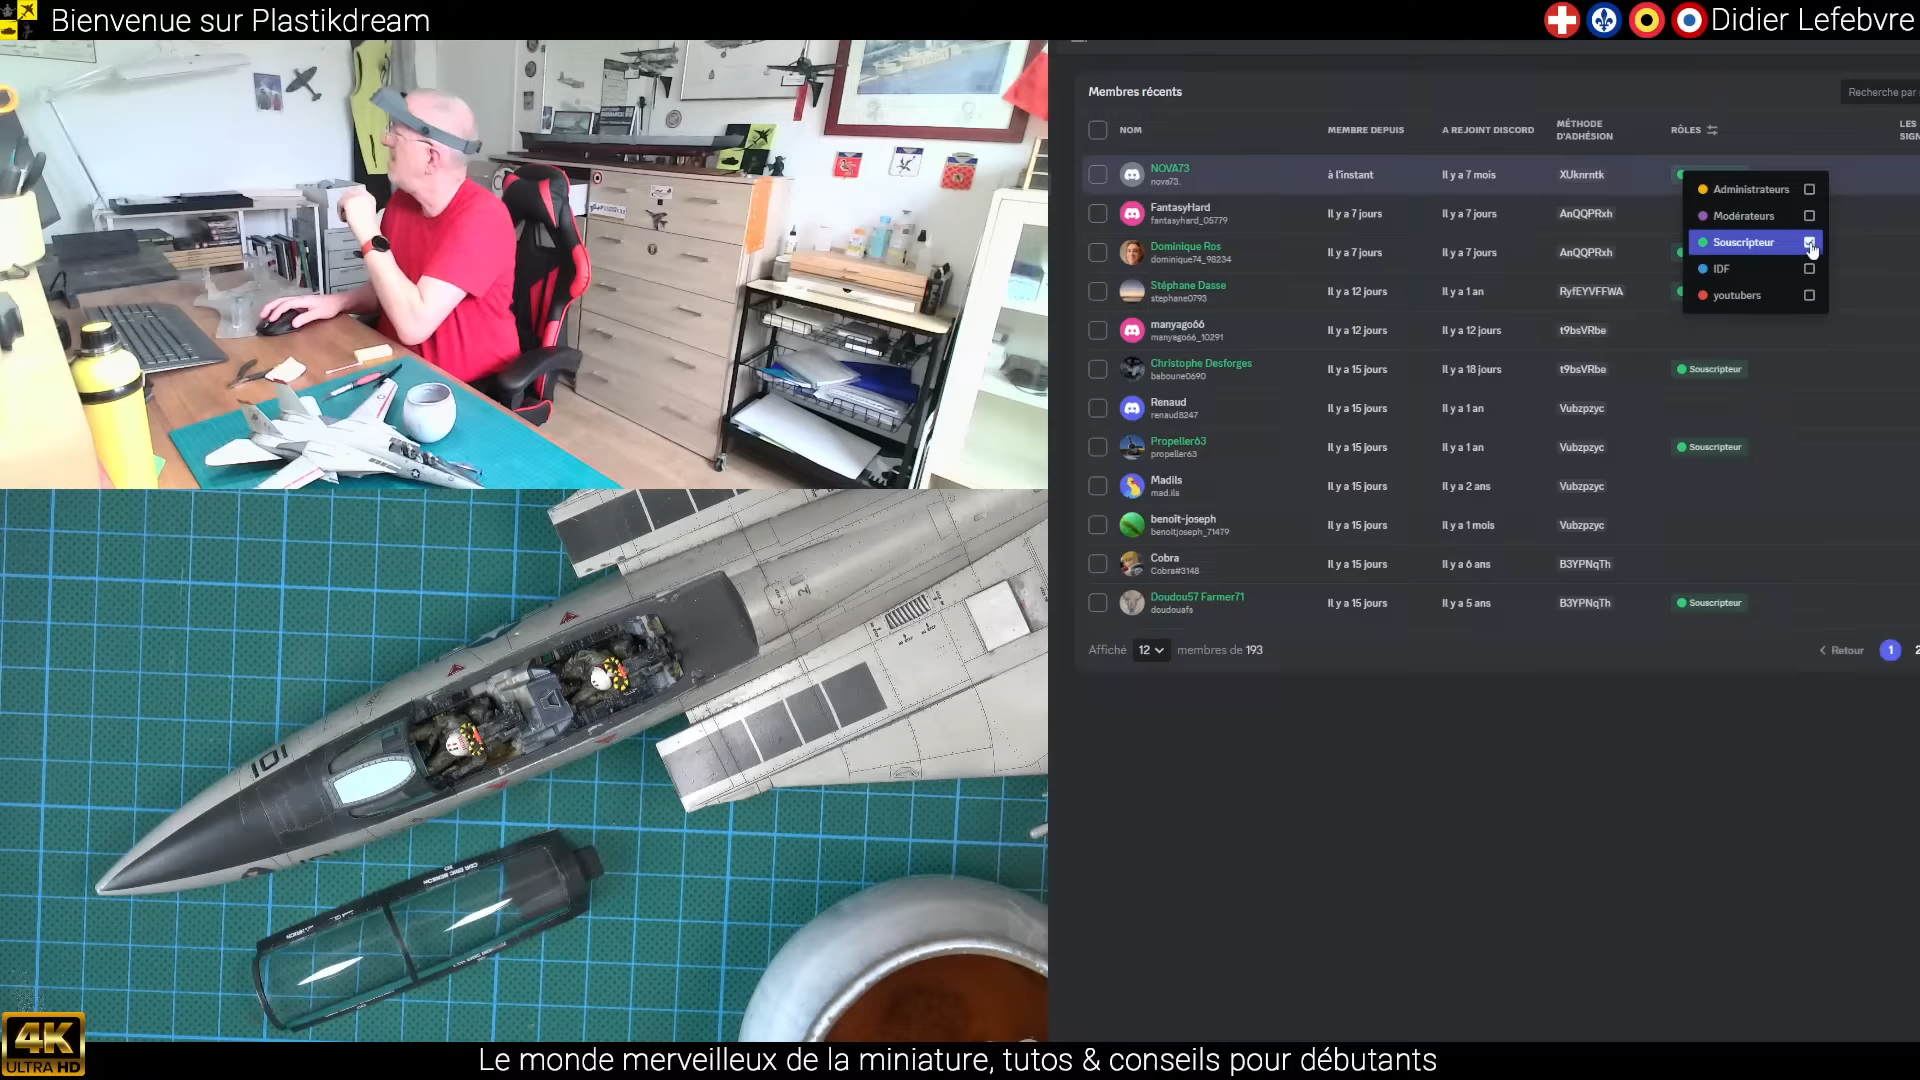 Bienvenue sur Plastikdream
Didier Lefebvre
Membres récents
Recherche par
NOM
MEMBRE DEPUIS
A REJOINT DISCORD
MÉTHODE
D'ADHÉSION
RÔLES
LES
SIGN
NOVA73
nova73.
à l'instant
Il y a 7 mois
XUknrntk
FantasyHard
fantasyhard_05779
Il y a 7 jours
Il y a 7 jours
AnQQPRxh
Dominique Ros
dominique74_98234
Il y a 7 jours
Il y a 7 jours
AnQQPRxh
Stéphane Dasse
stephane0793
Il y a 12 jours
Il y a 1 an
RyfEYVFFWA
manyago66
manyago66_10291
Il y a 12 jours
Il y a 12 jours
t9bsVRbe
Christophe Desforges
baboune0690
Il y a 15 jours
Il y a 18 jours
t9bsVRbe
Souscripteur
Renaud
renaud8247
Il y a 15 jours
Il y a 1 an
Vubzpzyc
Propeller63
propeller63
Il y a 15 jours
Il y a 1 an
Vubzpzyc
Souscripteur
Madils
mad.ils
Il y a 15 jours
Il y a 2 ans
Vubzpzyc
benoît-joseph
benoitjoseph_71479
Il y a 15 jours
Il y a 1 mois
Vubzpzyc
Cobra
Cobra#3148
Il y a 15 jours
Il y a 6 ans
B3YPNqTh
Doudou57 Farmer71
doudouafs
Il y a 15 jours
Il y a 5 ans
B3YPNqTh
Souscripteur
Administrateurs
Modérateurs
Souscripteur
IDF
youtubers
Affiché 12 membres de 193
Retour
1
2
101
4K
ULTRA HD
Le monde merveilleux de la miniature, tutos & conseils pour débutants